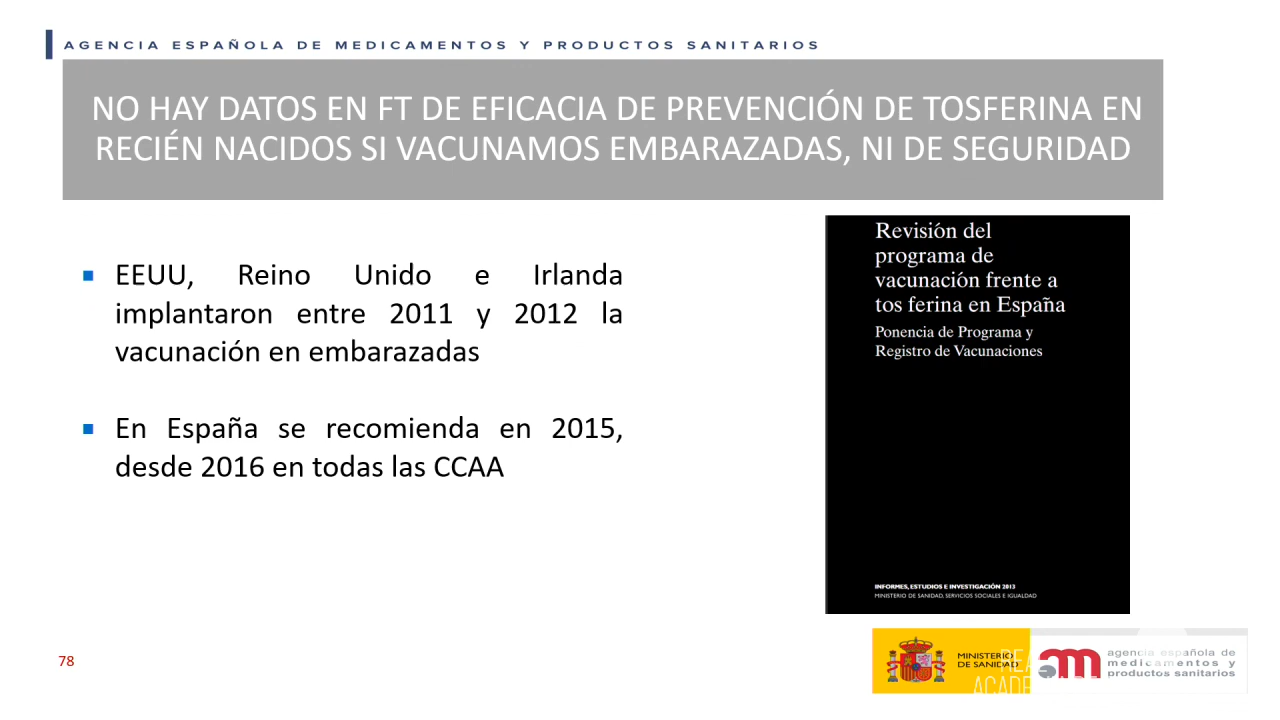 AGENCIA ESPAÑOLA DE MEDICAMENTOS Y PRODUCTOS SANITARIOS
NO HAY DATOS EN FT DE EFICACIA DE PREVENCIÓN DE TOSFERINA EN
RECIÉN NACIDOS SI VACUNAMOS EMBARAZADAS, NI DE SEGURIDAD
EEUU, Reino Unido e Irlanda
implantaron entre 2011 y 2012 la
vacunación en embarazadas
En España se recomienda en 2015,
desde 2016 en todas las CCAA
Revisión del
programa de
vacunación frente a
tos ferina en España
Ponencia de Programa y
Registro de Vacunaciones
INFORMES, ESTUDIOS E INVESTIGACIÓN 2013
MINISTERIO DE SANIDAD, SERVICIOS SOCIALES E IGUALDAD
78
MINISTERIO
DE SANIDAD
agencia española de
medicamentos y
productos sanitarios